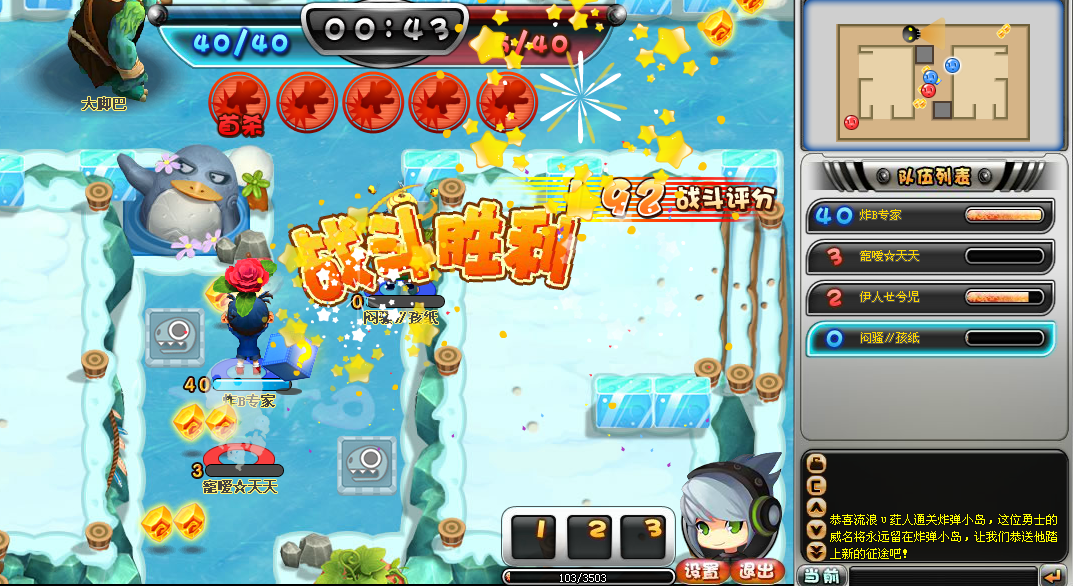 40/40
00:43
5/40
大脚巴
首杀
92 战斗评分
战斗胜利
0
闷骚∥孩纸
40
炸B专家
3
寵嗳☆天天
1 2 3
103/3503
设置 退出
队伍列表
40 炸B专家
3 寵嗳☆天天
2 伊人せ兮児
0 闷骚∥孩纸
恭喜流浪υ葒人通关炸弹小岛，这位勇士的
威名将永远留在炸弹小岛，让我们恭送他踏
上新的征途吧！
当前